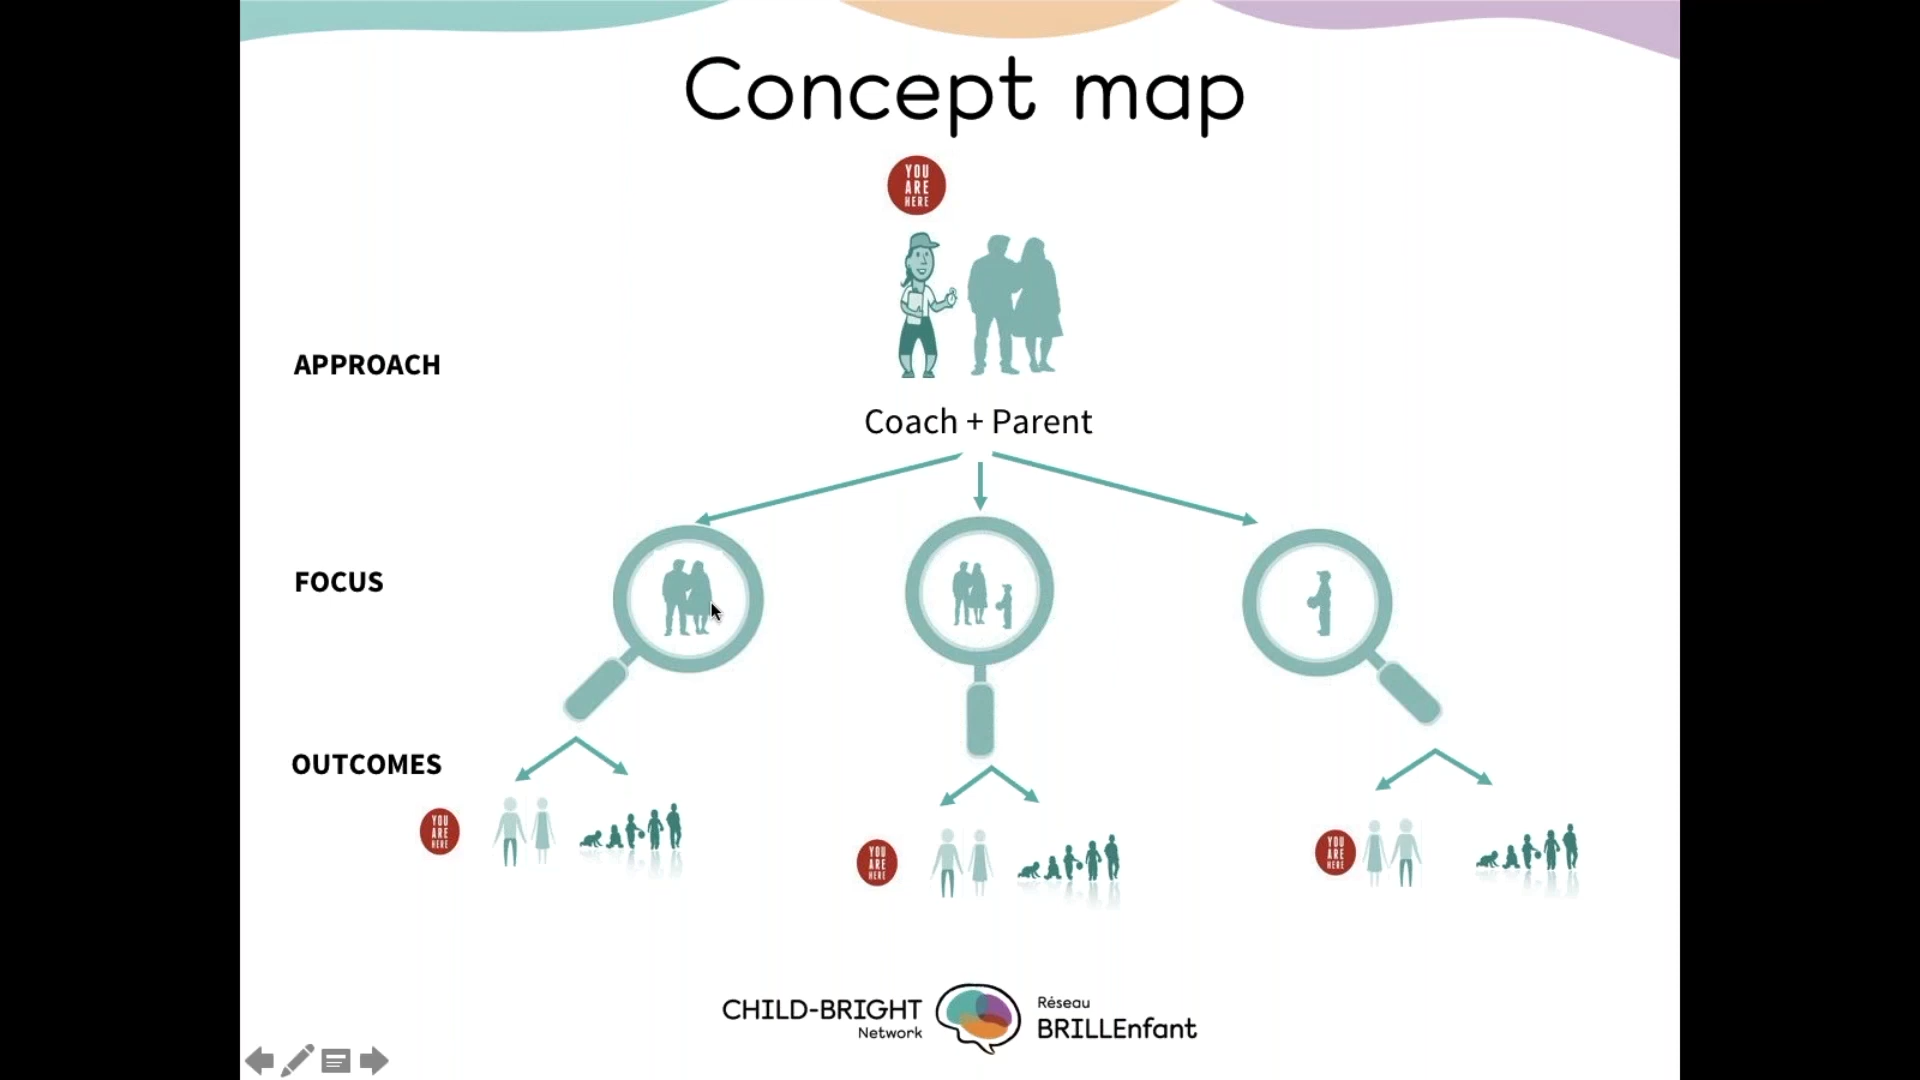 Concept map
YOU
ARE
HERE
APPROACH
Coach + Parent
FOCUS
OUTCOMES
YOU
ARE
HERE
YOU
ARE
HERE
YOU
ARE
HERE
CHILD-BRIGHT
Network
Réseau
BRILLEnfant